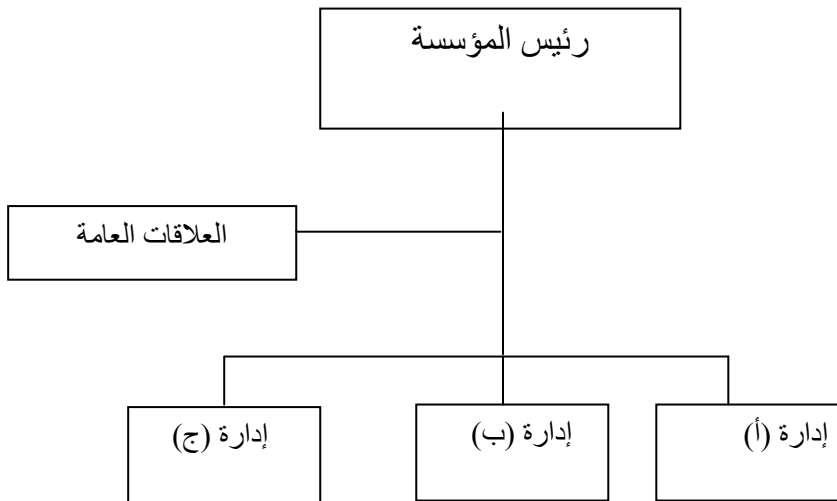 رئيس المؤسسة
العلاقات العامة
إدارة (أ)
إدارة (ب)
إدارة (ج)